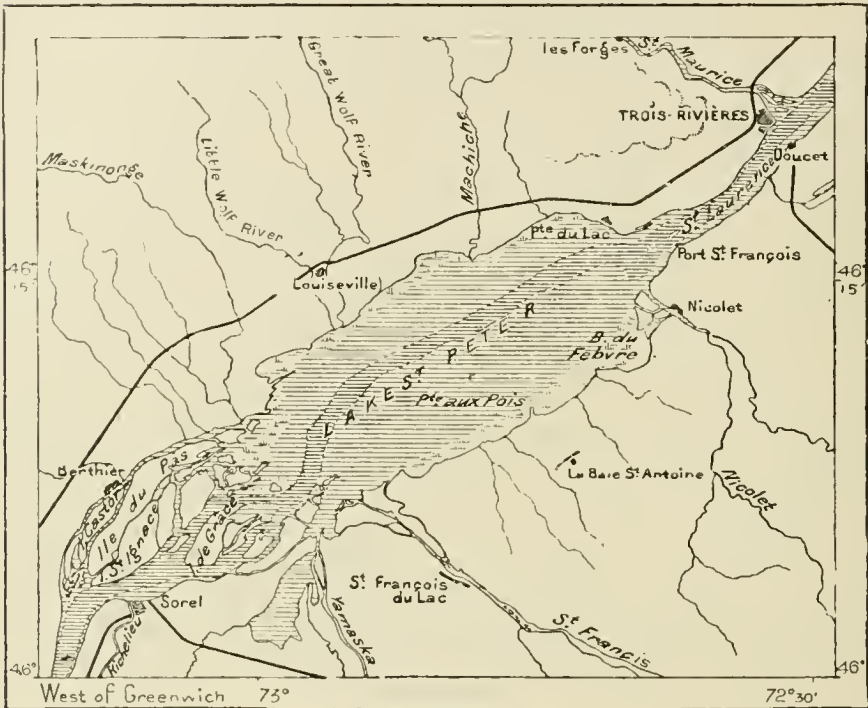 les Forges
St Maurice
TROIS-RIVIÈRES
Great Wolf River
Doucet
Machiche
Maskinonge
Little Wolf River
St Laurence
Pte du Lac
Port St François
46°
15'
46°
15'
Louiseville
Nicolet
B. du
Febvre
LAKE St PETER
Pte aux Pois
Berthier
Castor
Ile du Pas
I. St Ignace
de Grace
La Baie St Antoine
Nicolet
St François
du Lac
Sorel
Richelieu
Yamaska
St Francis
46°
46°
West of Greenwich 73° 72°30'